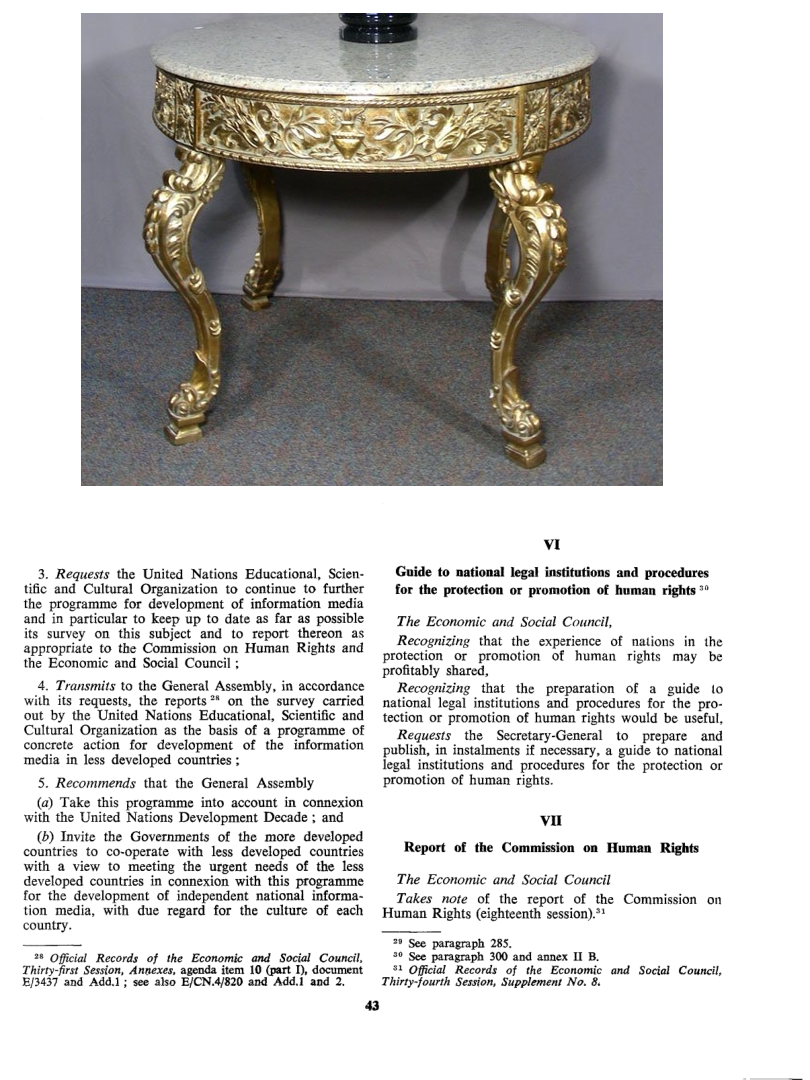 3. Requests the United Nations Educational, Scien-
tific and Cultural Organization to continue to further
the programme for development of information media
and in particular to keep up to date as far as possible
its survey on this subject and to report thereon as
appropriate to the Commission on Human Rights and
the Economic and Social Council ;
4. Transmits to the General Assembly, in accordance
with its requests, the reports 28 on the survey carried
out by the United Nations Educational, Scientific and
Cultural Organization as the basis of a programme of
concrete action for development of the information
media in less developed countries ;
5. Recommends that the General Assembly
(a) Take this programme into account in connexion
with the United Nations Development Decade ; and
(b) Invite the Governments of the more developed
countries to co-operate with less developed countries
with a view to meeting the urgent needs of the less
developed countries in connexion with this programme
for the development of independent national informa-
tion media, with due regard for the culture of each
country.
28 Official Records of the Economic and Social Council,
Thirty-first Session, Annexes, agenda item 10 (part I), document
E/3437 and Add.1 ; see also E/CN.4/820 and Add.1 and 2.
VI
Guide to national legal institutions and procedures
for the protection or promotion of human rights 30
The Economic and Social Council,
Recognizing that the experience of nations in the
protection or promotion of human rights may be
profitably shared,
Recognizing that the preparation of a guide to
national legal institutions and procedures for the pro-
tection or promotion of human rights would be useful,
Requests the Secretary-General to prepare and
publish, in instalments if necessary, a guide to national
legal institutions and procedures for the protection or
promotion of human rights.
VII
Report of the Commission on Human Rights
The Economic and Social Council
Takes note of the report of the Commission on
Human Rights (eighteenth session).31
29 See paragraph 285.
30 See paragraph 300 and annex II B.
31 Official Records of the Economic and Social Council,
Thirty-fourth Session, Supplement No. 8.
43